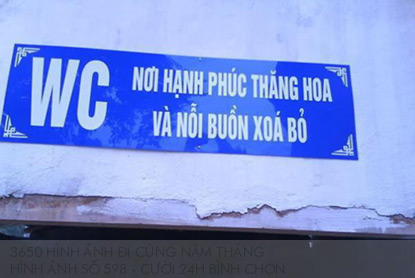 WC
NƠI HẠNH PHÚC THĂNG HOA
VÀ NỖI BUỒN XOÁ BỎ
3650 HÌNH ẢNH ĐI CÙNG NĂM THÁNG
HÌNH ẢNH SỐ 598 - CƯỜI 24H BÌNH CHỌN